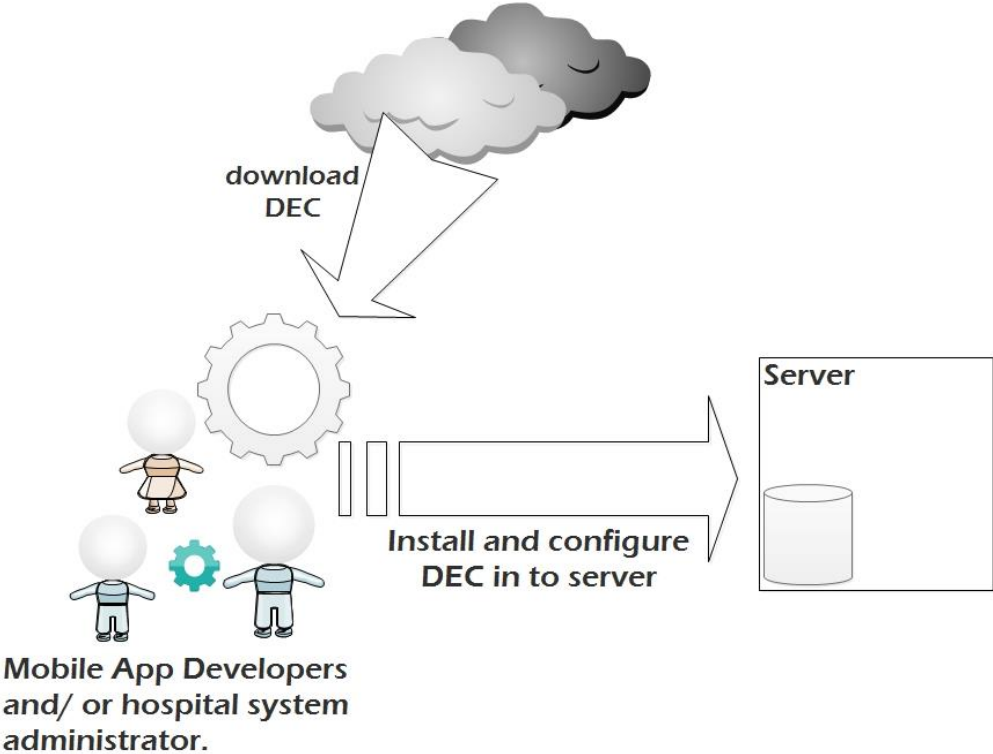 download
DEC
Server
Install and configure
DEC in to server
Mobile App Developers
and/ or hospital system
administrator.